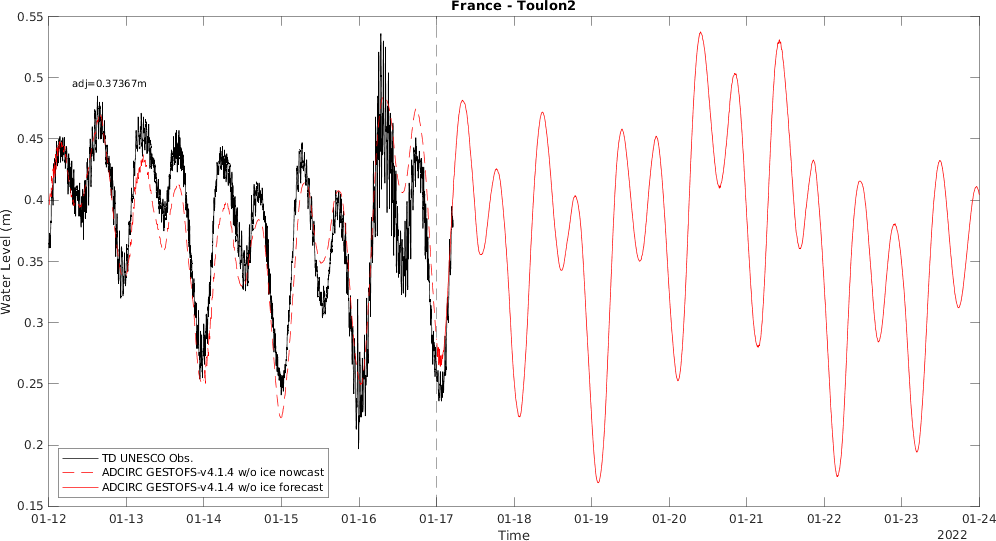 France - Toulon2
0.55
0.5
0.45
0.4
0.35
0.3
0.25
0.2
0.15
Water Level (m)
adj=0.37367m
TD UNESCO Obs.
ADCIRC GESTOFS-v4.1.4 w/o ice nowcast
ADCIRC GESTOFS-v4.1.4 w/o ice forecast
01-12 01-13 01-14 01-15 01-16 01-17 01-18 01-19 01-20 01-21 01-22 01-23 01-24
Time
2022